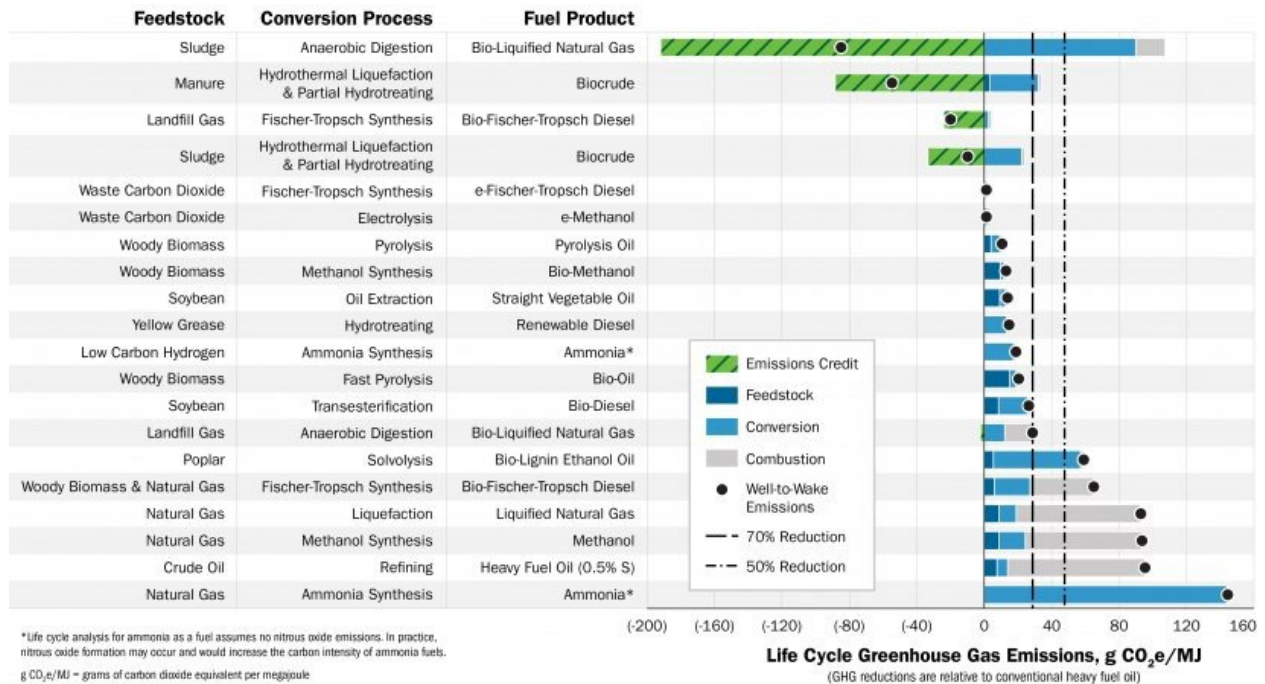 Feedstock Conversion Process Fuel Product
Sludge Anaerobic Digestion Bio-Liquified Natural Gas
Manure Hydrothermal Liquefaction & Partial Hydrotreating Biocrude
Landfill Gas Fischer-Tropsch Synthesis Bio-Fischer-Tropsch Diesel
Sludge Hydrothermal Liquefaction & Partial Hydrotreating Biocrude
Waste Carbon Dioxide Fischer-Tropsch Synthesis e-Fischer-Tropsch Diesel
Waste Carbon Dioxide Electrolysis e-Methanol
Woody Biomass Pyrolysis Pyrolysis Oil
Woody Biomass Methanol Synthesis Bio-Methanol
Soybean Oil Extraction Straight Vegetable Oil
Yellow Grease Hydrotreating Renewable Diesel
Low Carbon Hydrogen Ammonia Synthesis Ammonia*
Woody Biomass Fast Pyrolysis Bio-Oil
Soybean Transesterification Bio-Diesel
Landfill Gas Anaerobic Digestion Bio-Liquified Natural Gas
Poplar Solvolysis Bio-Lignin Ethanol Oil
Woody Biomass & Natural Gas Fischer-Tropsch Synthesis Bio-Fischer-Tropsch Diesel
Natural Gas Liquefaction Liquified Natural Gas
Natural Gas Methanol Synthesis Methanol
Crude Oil Refining Heavy Fuel Oil (0.5% S)
Natural Gas Ammonia Synthesis Ammonia*
Emissions Credit
Feedstock
Conversion
Combustion
Well-to-Wake
Emissions
70% Reduction
50% Reduction
(-200) (-160) (-120) (-80) (-40) 0 40 80 120 160
Life Cycle Greenhouse Gas Emissions, g CO₂e/MJ
(GHG reductions are relative to conventional heavy fuel oil)
*Life cycle analysis for ammonia as a fuel assumes no nitrous oxide emissions. In practice,
nitrous oxide formation may occur and would increase the carbon intensity of ammonia fuels.
g CO₂e/MJ = grams of carbon dioxide equivalent per megajoule